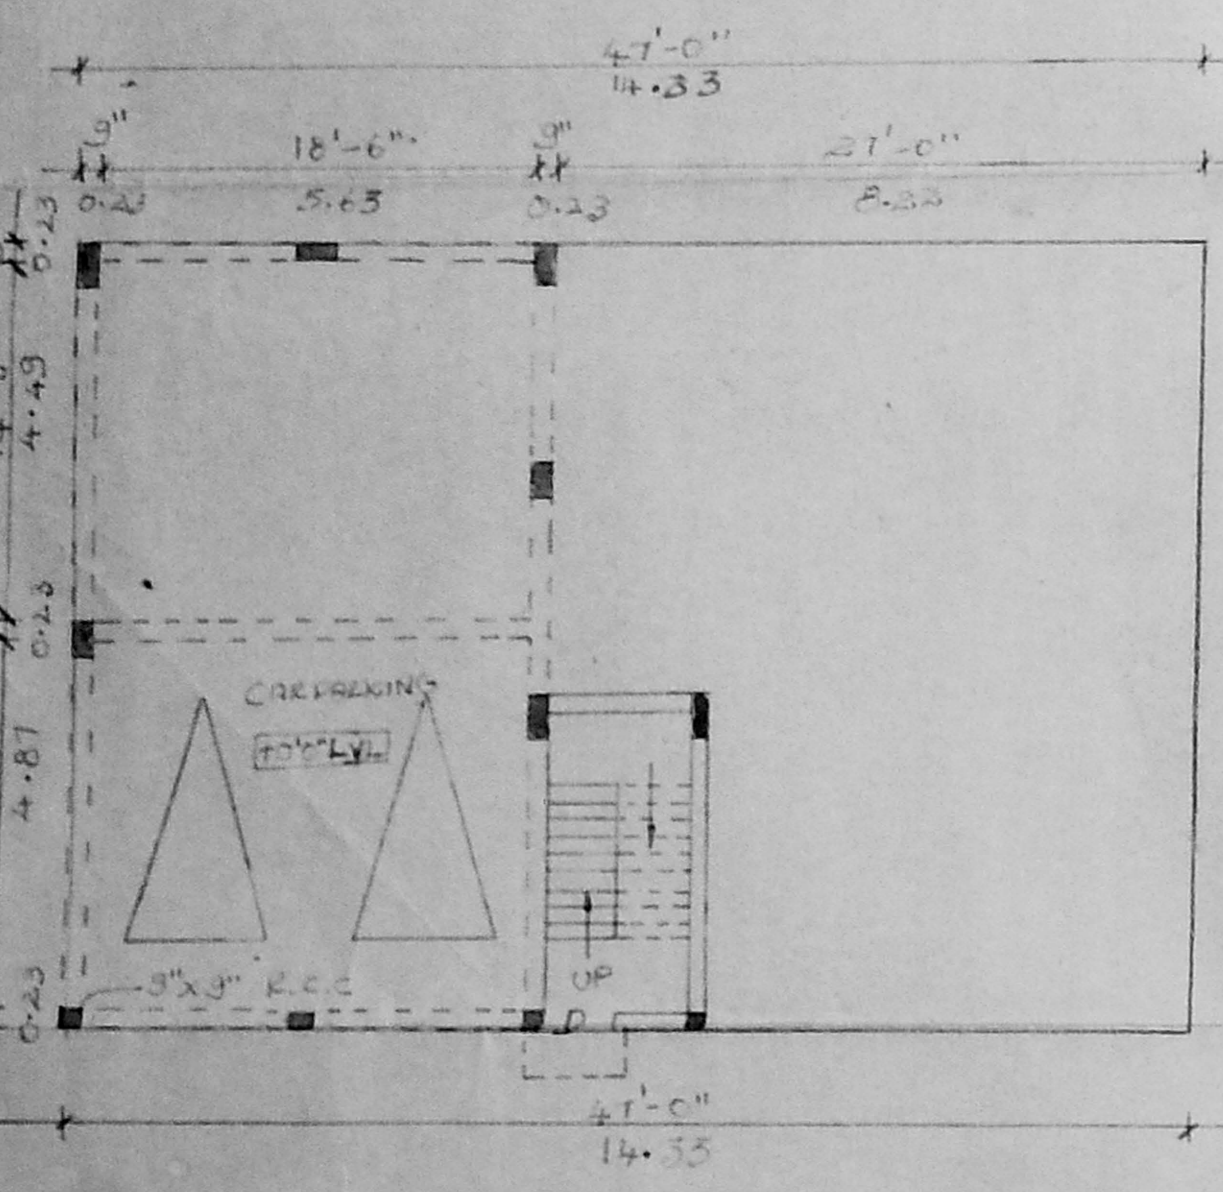 47'-0"
14.33
9" 18'-6" 9" 27'-0"
0.23 5.63 0.23 8.22
0.23
4.49
0.23
4.87
0.23
CAR PARKING
+0'0" LVL
UP
9"x9" R.C.C
D
47'-0"
14.33